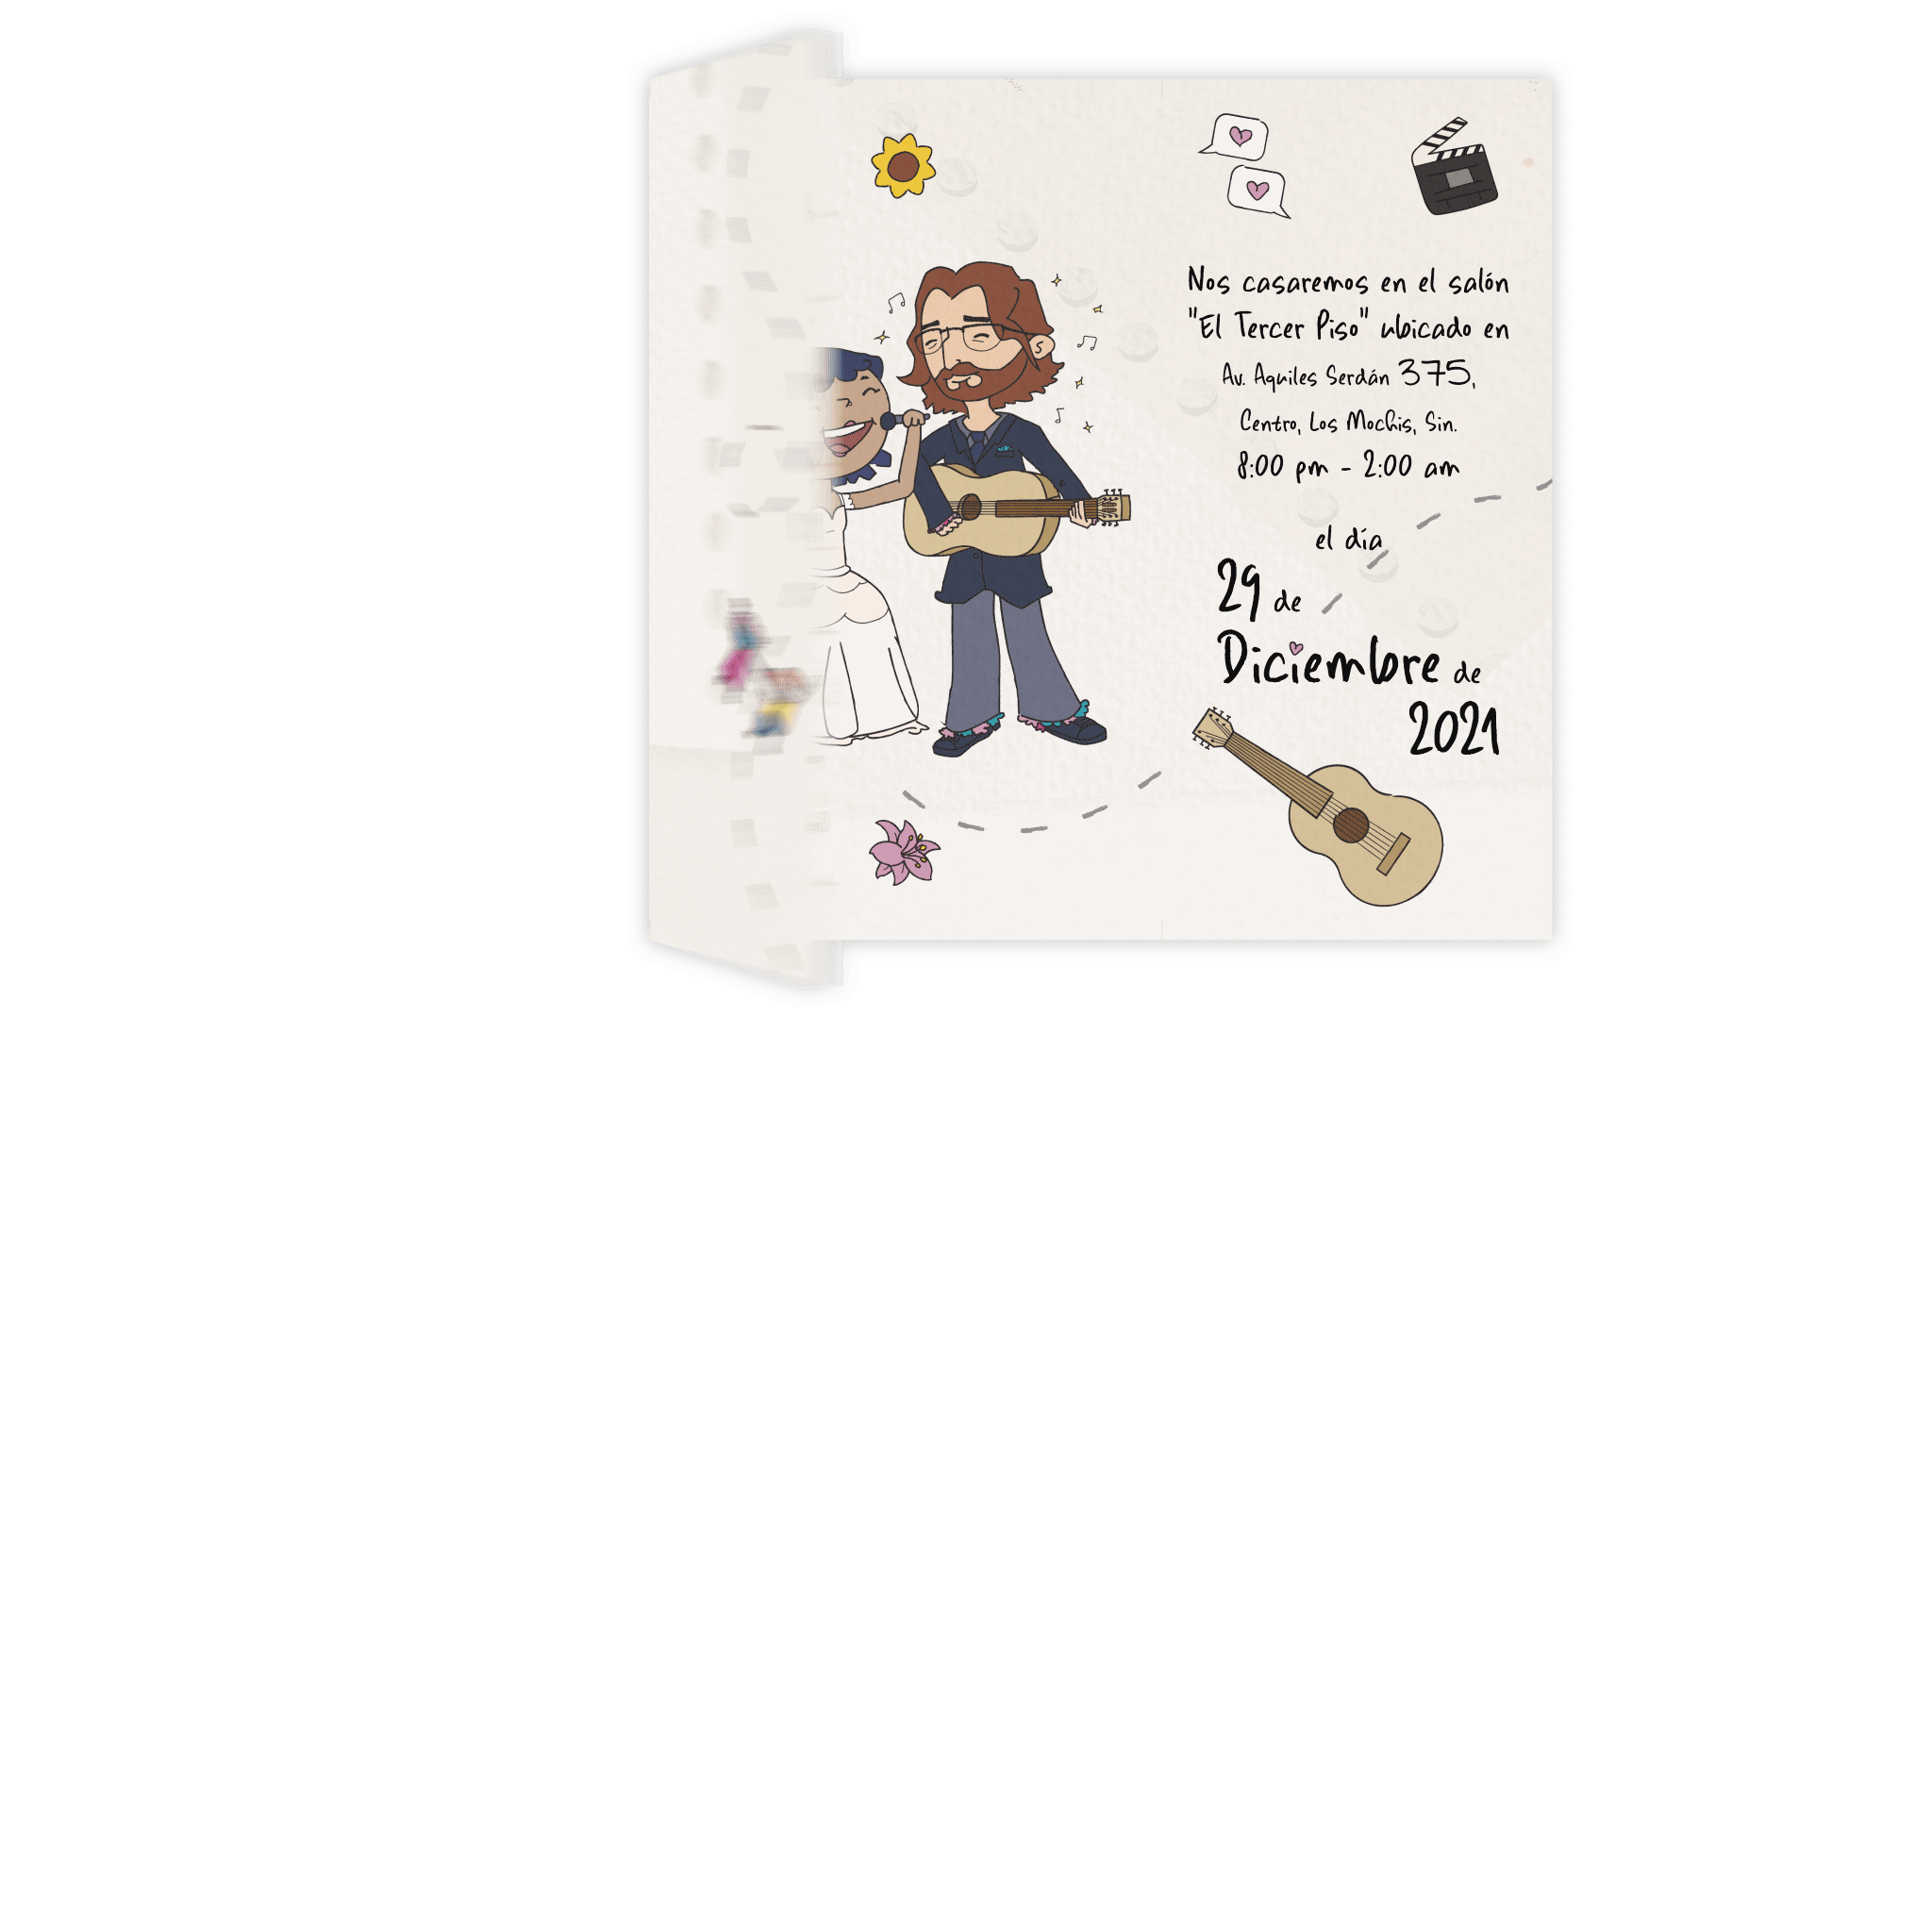 Nos casaremos en el salón
"El Tercer Piso" ubicado en
Av. Aquiles Serdán 375,
Centro, Los Mochis, Sin.
8:00 pm - 2:00 am
el día
29 de
Diciembre de
2021